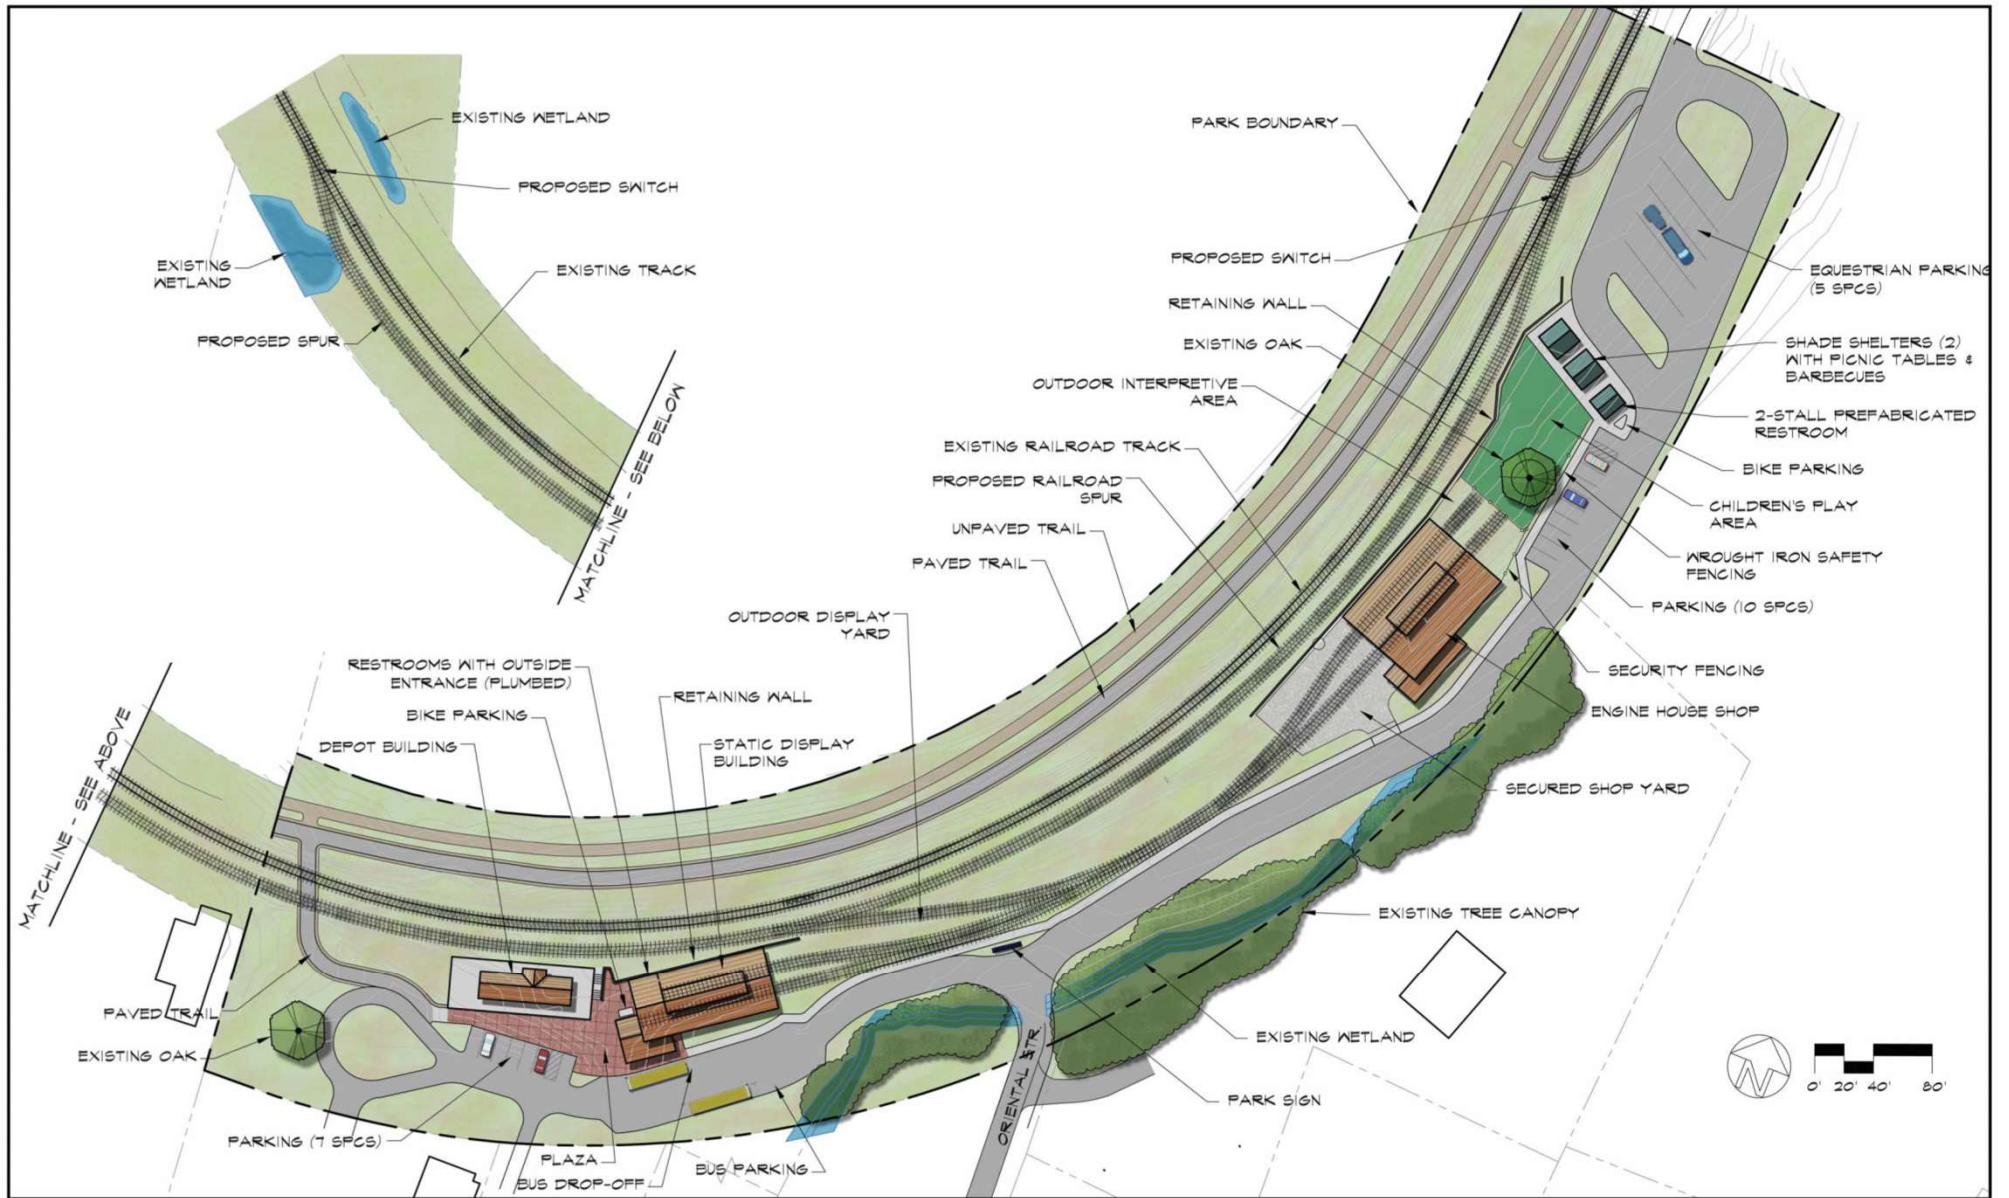 EXISTING WETLAND
PROPOSED SWITCH
EXISTING
WETLAND
EXISTING TRACK
PROPOSED SPUR
MATCHLINE - SEE BELOW
PARK BOUNDARY
PROPOSED SWITCH
RETAINING WALL
EXISTING OAK
OUTDOOR INTERPRETIVE
AREA
EXISTING RAILROAD TRACK
PROPOSED RAILROAD
SPUR
UNPAVED TRAIL
PAVED TRAIL
OUTDOOR DISPLAY
YARD
EQUESTRIAN PARKING
(5 SPCS)
SHADE SHELTERS (2)
WITH PICNIC TABLES &
BARBECUES
2-STALL PREFABRICATED
RESTROOM
BIKE PARKING
CHILDREN'S PLAY
AREA
WROUGHT IRON SAFETY
FENCING
PARKING (10 SPCS)
SECURITY FENCING
ENGINE HOUSE SHOP
SECURED SHOP YARD
EXISTING TREE CANOPY
EXISTING WETLAND
PARK SIGN
MATCHLINE - SEE ABOVE
RESTROOMS WITH OUTSIDE
ENTRANCE (PLUMBED)
BIKE PARKING
DEPOT BUILDING
RETAINING WALL
STATIC DISPLAY
BUILDING
PAVED TRAIL
EXISTING OAK
PARKING (7 SPCS)
PLAZA
BUS DROP-OFF
BUS PARKING
ORIENTAL STR.
0' 20' 40' 80'